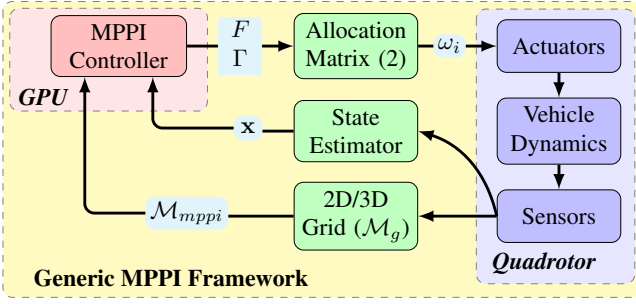 MPPI
Controller
GPU
F
Γ
Allocation
Matrix (2)
ω_i
Actuators
Vehicle
Dynamics
Sensors
Quadrotor
State
Estimator
x
2D/3D
Grid (ℳ_g)
ℳ_mppi
Generic MPPI Framework